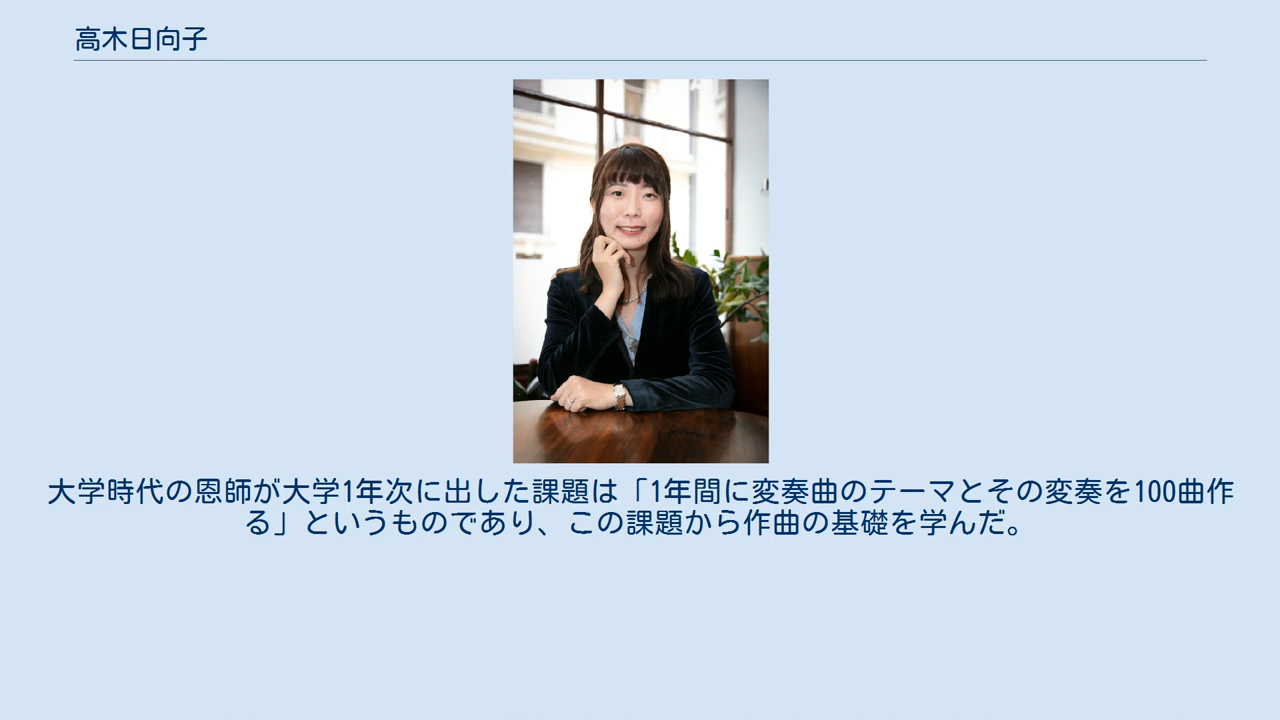 高木日向子
大学時代の恩師が大学1年次に出した課題は「1年間に変奏曲のテーマとその変奏を100曲作
る」というものであり、この課題から作曲の基礎を学んだ。